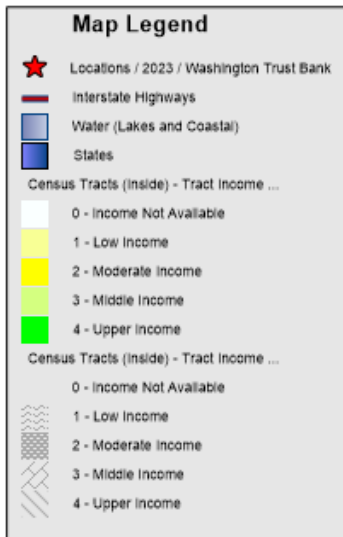 Map Legend
Locations / 2023 / Washington Trust Bank
Interstate Highways
Water (Lakes and Coastal)
States
Census Tracts (Inside) - Tract Income ...
0 - Income Not Available
1 - Low Income
2 - Moderate Income
3 - Middle Income
4 - Upper Income
Census Tracts (Inside) - Tract Income ...
0 - Income Not Available
1 - Low Income
2 - Moderate Income
3 - Middle Income
4 - Upper Income